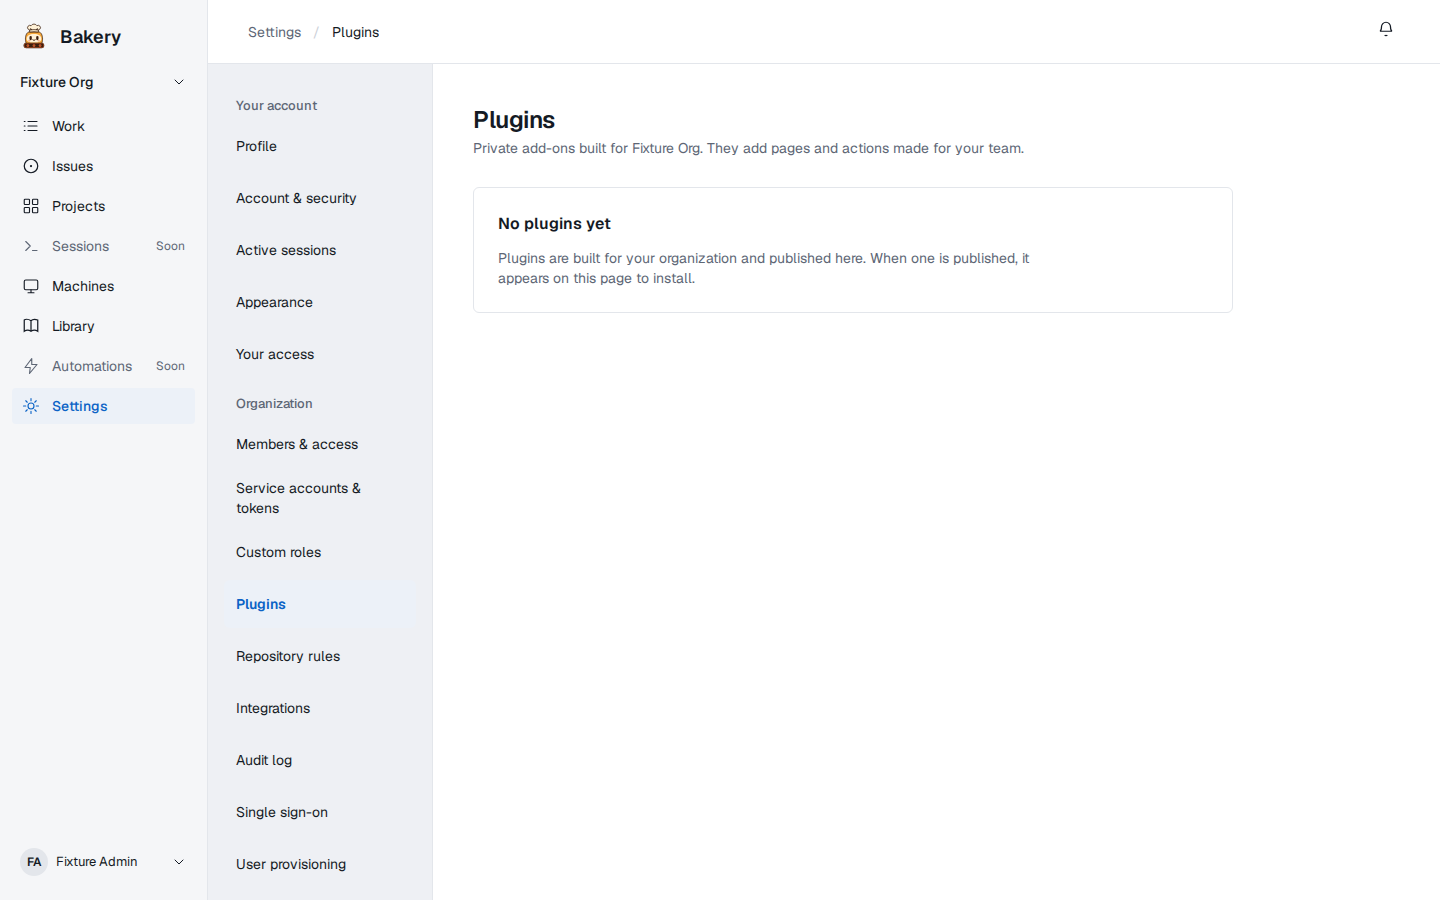 Bakery
Fixture Org
Work
Issues
Projects
Sessions Soon
Machines
Library
Automations Soon
Settings
FA Fixture Admin
Settings / Plugins
Your account
Profile
Account & security
Active sessions
Appearance
Your access
Organization
Members & access
Service accounts &
tokens
Custom roles
Plugins
Repository rules
Integrations
Audit log
Single sign-on
User provisioning
Plugins
Private add-ons built for Fixture Org. They add pages and actions made for your team.
No plugins yet
Plugins are built for your organization and published here. When one is published, it
appears on this page to install.